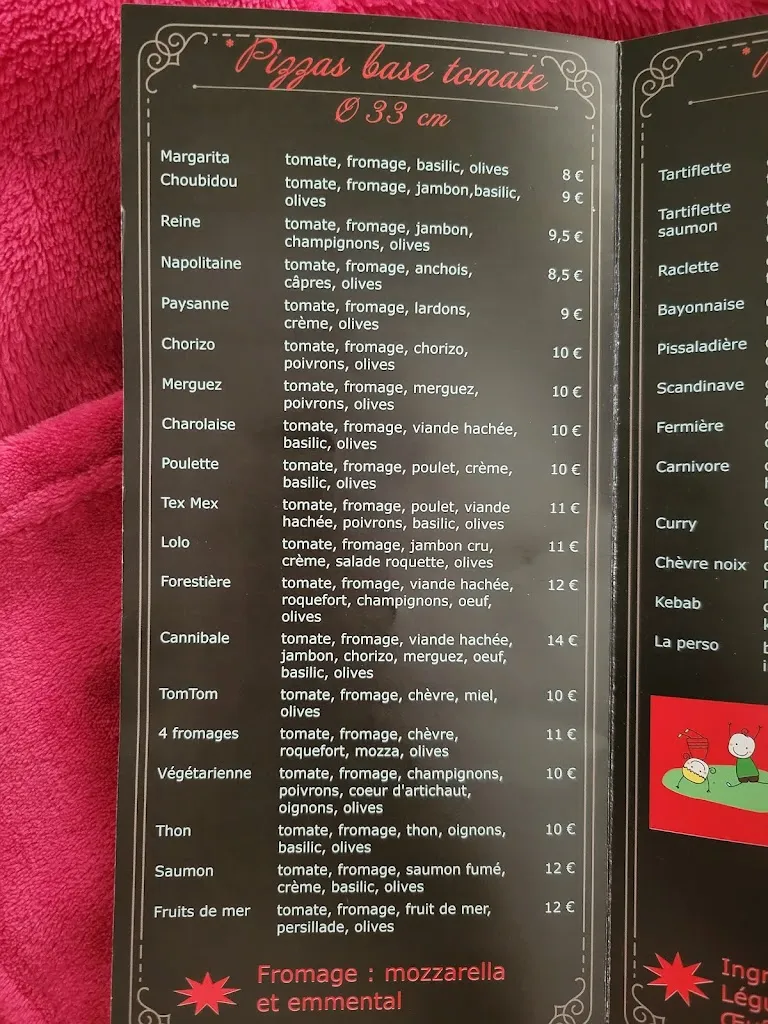 * Pizzas base tomate
Ø 33 cm
Margarita tomate, fromage, basilic, olives 8 €
Choubidou tomate, fromage, jambon,basilic, 9 €
olives
Reine tomate, fromage, jambon, 9,5 €
champignons, olives
Napolitaine tomate, fromage, anchois, 8,5 €
câpres, olives
Paysanne tomate, fromage, lardons, 9 €
crème, olives
Chorizo tomate, fromage, chorizo, 10 €
poivrons, olives
Merguez tomate, fromage, merguez, 10 €
poivrons, olives
Charolaise tomate, fromage, viande hachée, 10 €
basilic, olives
Poulette tomate, fromage, poulet, crème, 10 €
basilic, olives
Tex Mex tomate, fromage, poulet, viande 11 €
hachée, poivrons, basilic, olives
Lolo tomate, fromage, jambon cru, 11 €
crème, salade roquette, olives
Forestière tomate, fromage, viande hachée, 12 €
roquefort, champignons, oeuf,
olives
Cannibale tomate, fromage, viande hachée, 14 €
jambon, chorizo, merguez, oeuf,
basilic, olives
TomTom tomate, fromage, chèvre, miel, 10 €
olives
4 fromages tomate, fromage, chèvre, 11 €
roquefort, mozza, olives
Végétarienne tomate, fromage, champignons, 10 €
poivrons, coeur d'artichaut,
oignons, olives
Thon tomate, fromage, thon, oignons, 10 €
basilic, olives
Saumon tomate, fromage, saumon fumé, 12 €
crème, basilic, olives
Fruits de mer tomate, fromage, fruit de mer, 12 €
persillade, olives
Fromage : mozzarella
et emmental
Tartiflette
Tartiflette
saumon
Raclette
Bayonnaise
Pissaladière
Scandinave
Fermière
Carnivore
Curry
Chèvre noix
Kebab
La perso